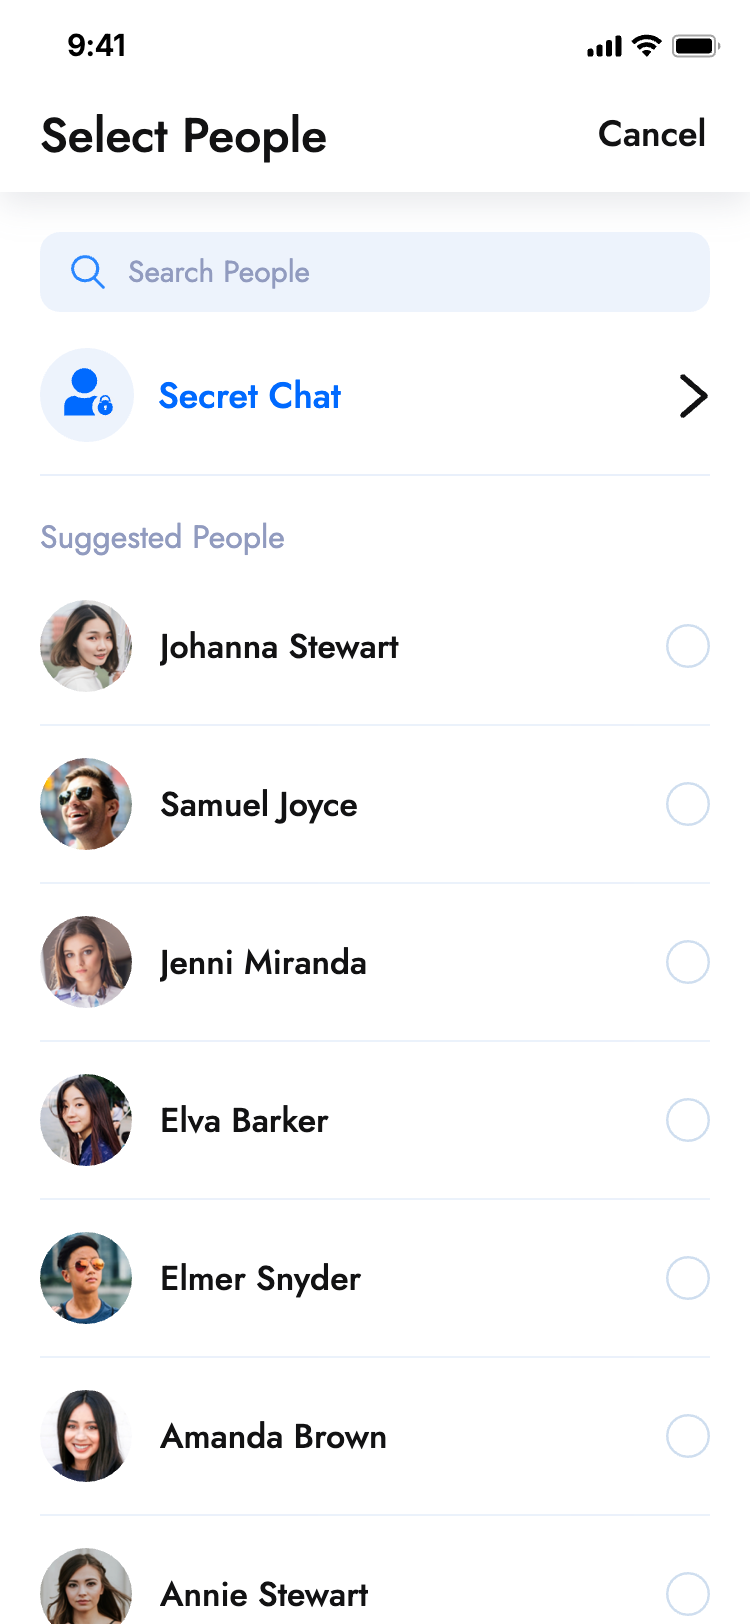 9:41
Select People
Cancel
Search People
Secret Chat
Suggested People
Johanna Stewart
Samuel Joyce
Jenni Miranda
Elva Barker
Elmer Snyder
Amanda Brown
Annie Stewart